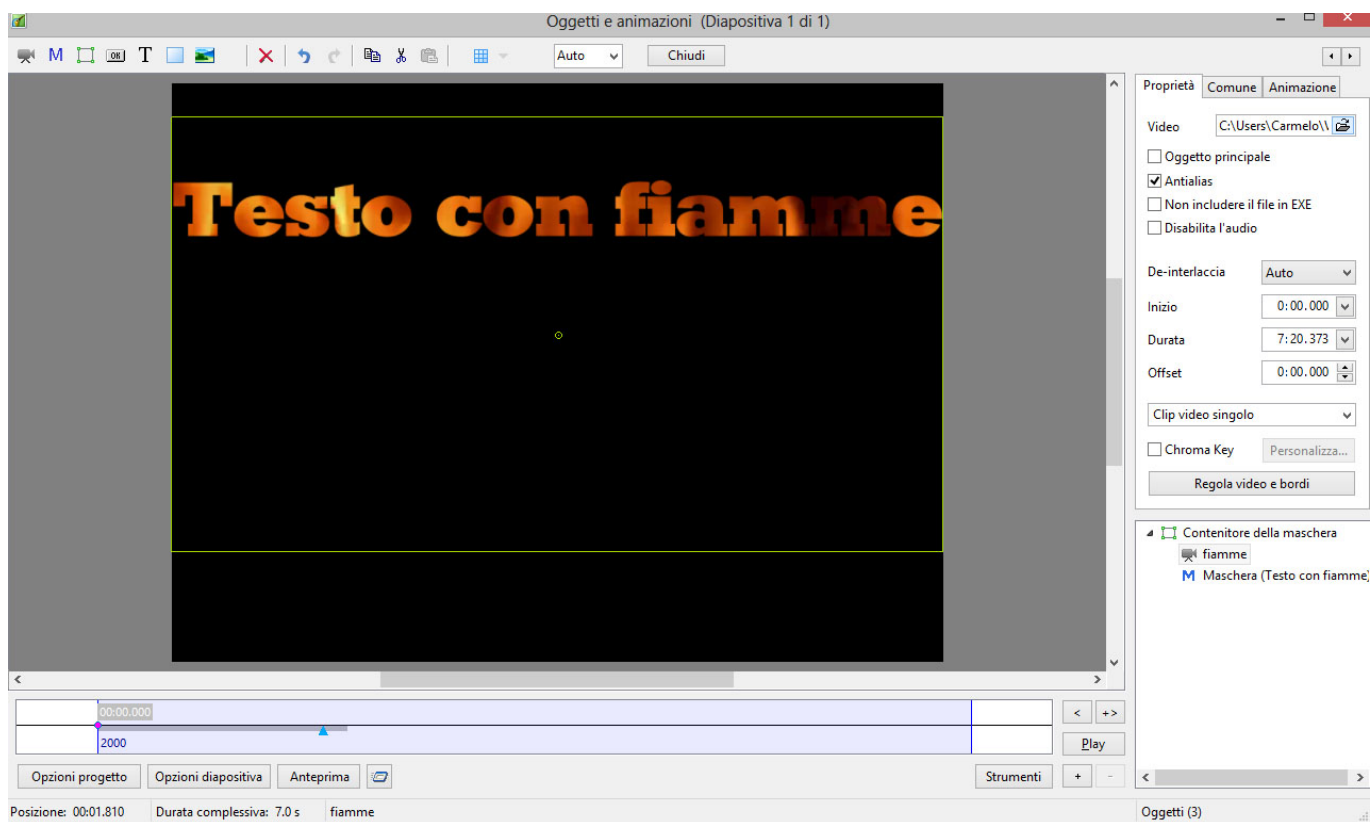 Oggetti e animazioni (Diapositiva 1 di 1)
M OK T Auto Chiudi
Proprietà Comune Animazione
Video C:\Users\Carmelo\\
Oggetto principale
Antialias
Non includere il file in EXE
Disabilita l'audio
De-interlaccia Auto
Inizio 0:00.000
Durata 7:20.373
Offset 0:00.000
Clip video singolo
Chroma Key Personalizza...
Regola video e bordi
Testo con fiamme
Contenitore della maschera
fiamme
M Maschera (Testo con fiamme)
00:00.000
2000
< +>
Play
Opzioni progetto Opzioni diapositiva Anteprima Strumenti + -
Posizione: 00:01.810 Durata complessiva: 7.0 s fiamme Oggetti (3)